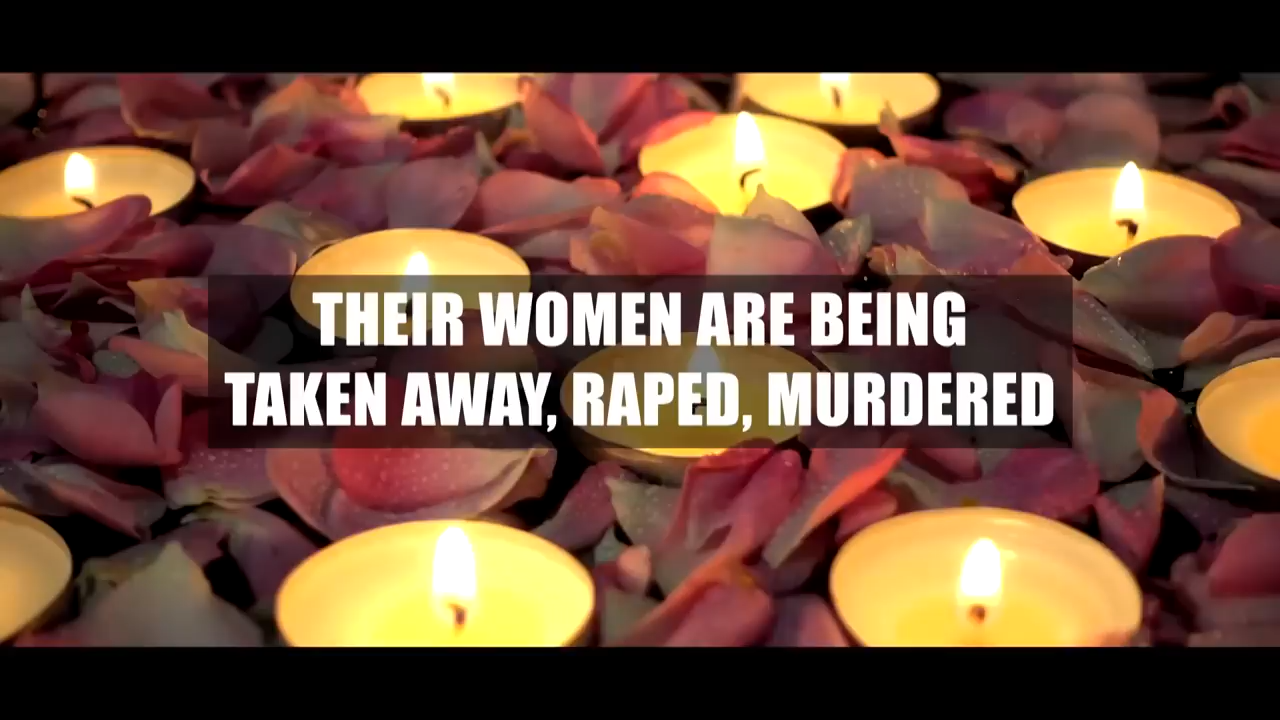 THEIR WOMEN ARE BEING
TAKEN AWAY, RAPED, MURDERED